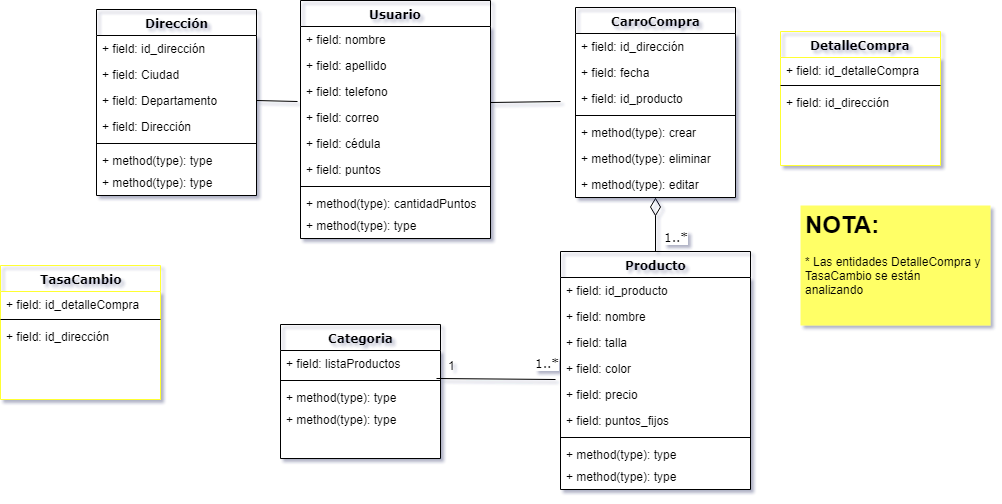 Dirección
+ field: id_dirección
+ field: Ciudad
+ field: Departamento
+ field: Dirección
+ method(type): type
+ method(type): type
Usuario
+ field: nombre
+ field: apellido
+ field: telefono
+ field: correo
+ field: cédula
+ field: puntos
+ method(type): cantidadPuntos
+ method(type): type
CarroCompra
+ field: id_dirección
+ field: fecha
+ field: id_producto
+ method(type): crear
+ method(type): eliminar
+ method(type): editar
DetalleCompra
+ field: id_detalleCompra
+ field: id_dirección
NOTA:
* Las entidades DetalleCompra y
TasaCambio se están
analizando
1..*
TasaCambio
+ field: id_detalleCompra
+ field: id_dirección
Categoria
+ field: listaProductos
+ method(type): type
+ method(type): type
1
1..*
Producto
+ field: id_producto
+ field: nombre
+ field: talla
+ field: color
+ field: precio
+ field: puntos_fijos
+ method(type): type
+ method(type): type